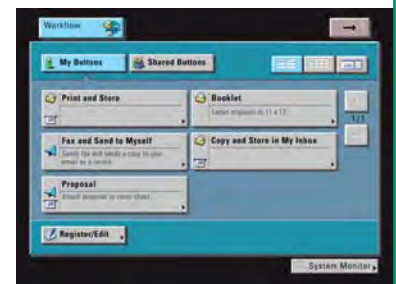 Workflow
My Buttons
Shared Buttons
Print and Store
Booklet
Letter originals to 11 x 17
1/1
Fax and Send to Myself
Sends fax and sends a copy to your
email as a record.
Copy and Store in My Inbox
Proposal
Attach proposal to cover sheet
Register/Edit
System Monitor